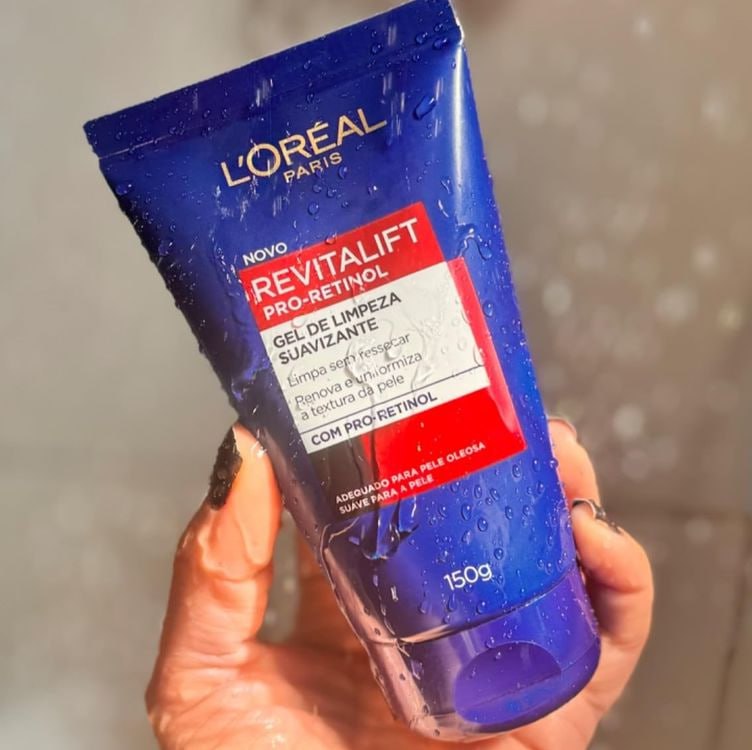 L'ORÉAL
PARIS
NOVO
REVITALIFT
PRO-RETINOL
GEL DE LIMPEZA
SUAVIZANTE
Limpa sem ressecar
Renova e uniformiza
a textura da pele
COM PRO-RETINOL
ADEQUADO PARA PELE OLEOSA
SUAVE PARA A PELE
150g